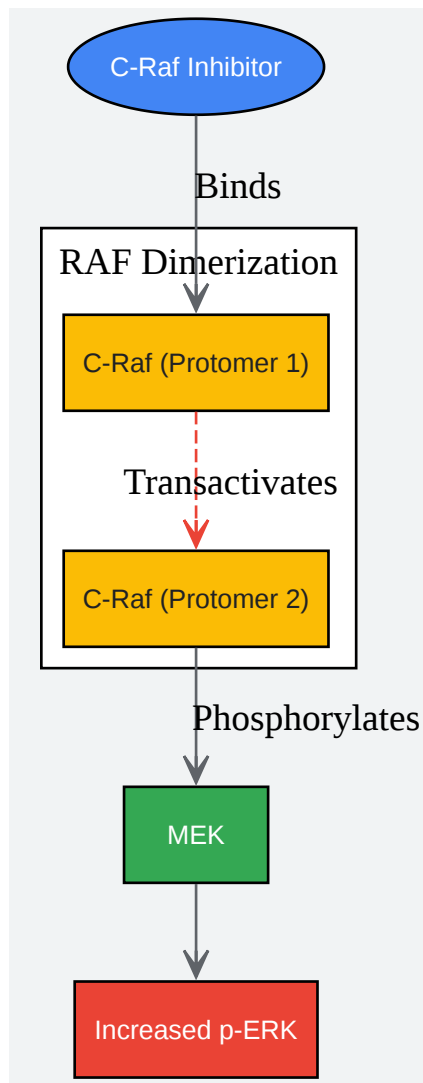 C-Raf Inhibitor
Binds
RAF Dimerization
C-Raf (Protomer 1)
Transactivates
C-Raf (Protomer 2)
Phosphorylates
MEK
Increased p-ERK